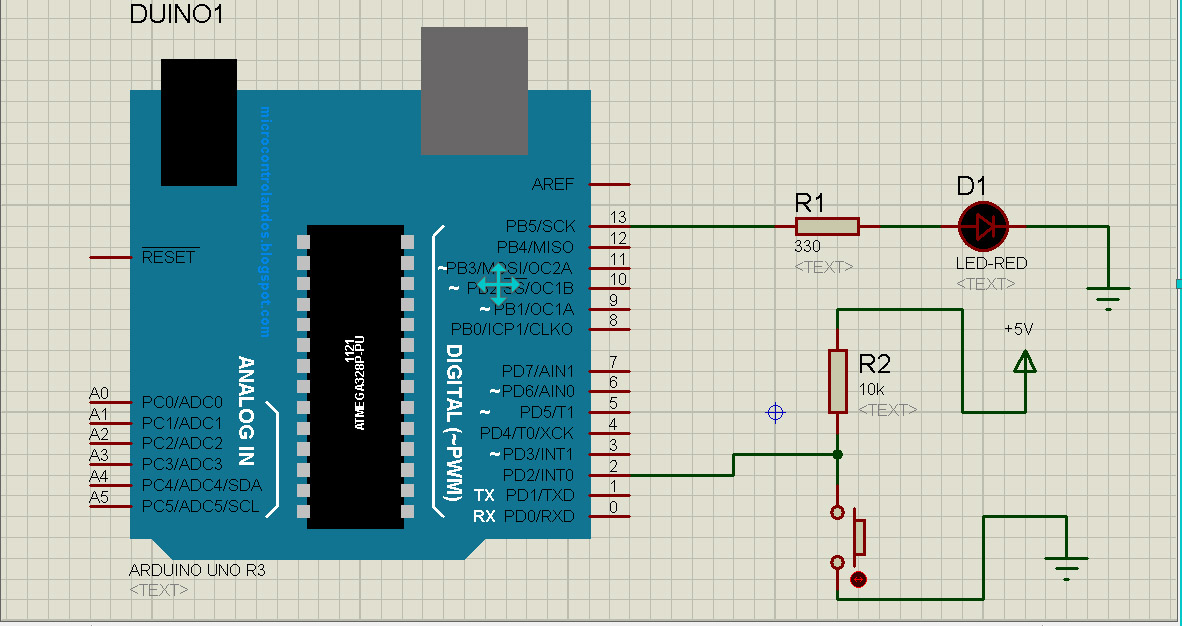 DUINO1
microcontrolandos.blogspot.com
AREF
RESET
PB5/SCK 13
PB4/MISO 12
~PB3/MOSI/OC2A 11
~ PB2/SS/OC1B 10
~ PB1/OC1A 9
PB0/ICP1/CLKO 8
PD7/AIN1 7
~ PD6/AIN0 6
~ PD5/T1 5
PD4/T0/XCK 4
~ PD3/INT1 3
PD2/INT0 2
TX PD1/TXD 1
RX PD0/RXD 0
DIGITAL (~PWM)
1121
ATMEGA328P-PU
ANALOG IN
A0 PC0/ADC0
A1 PC1/ADC1
A2 PC2/ADC2
A3 PC3/ADC3
A4 PC4/ADC4/SDA
A5 PC5/ADC5/SCL
ARDUINO UNO R3
<TEXT>
R1
330
<TEXT>
D1
LED-RED
<TEXT>
R2
10k
<TEXT>
+5V